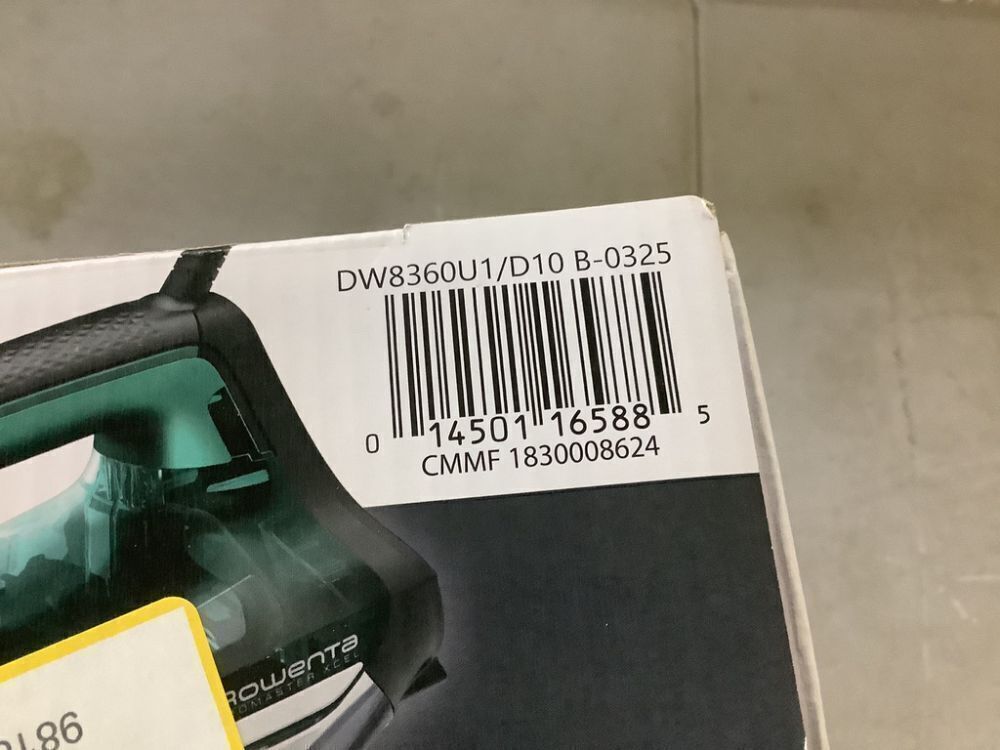 DW8360U1/D10 B-0325
0 14501 16588 5
CMMF 1830008624
ROWENTA